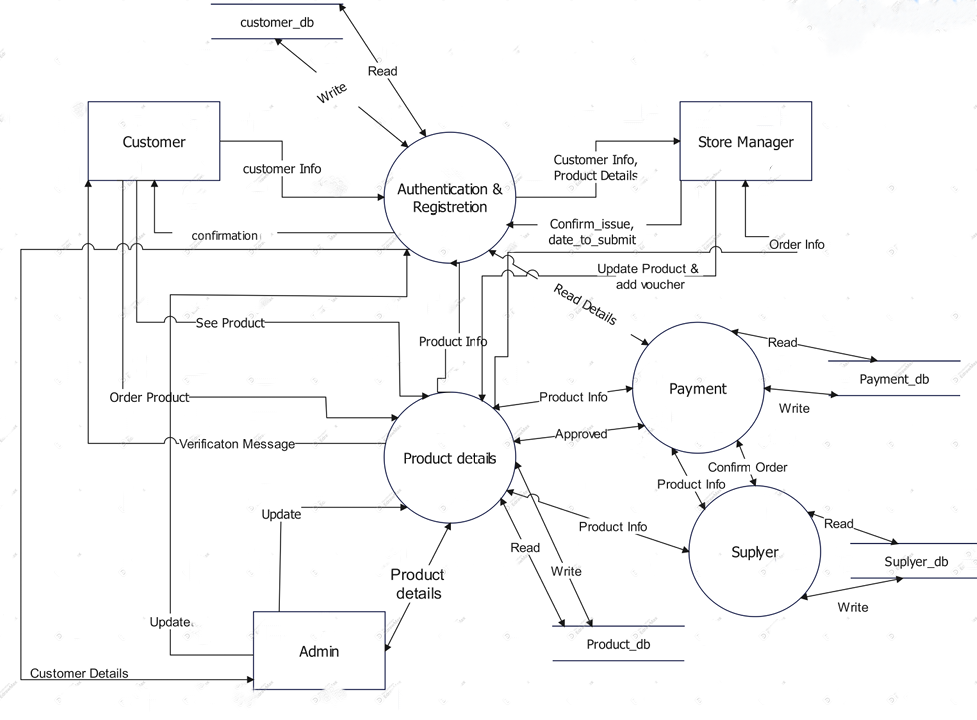 customer_db
Read
Write
Customer
Store Manager
customer Info
Customer Info,
Product Details
Authentication &
Registretion
confirmation
Confirm_issue,
date_to_submit
Order Info
Update Product &
add voucher
Read Details
See Product
Product Info
Read
Payment_db
Payment
Order Product
Product Info
Write
Approved
Verificaton Message
Product details
Confirm Order
Product Info
Update
Product Info
Read
Read
Suplyer
Suplyer_db
Product
details
Write
Write
Update
Product_db
Admin
Customer Details